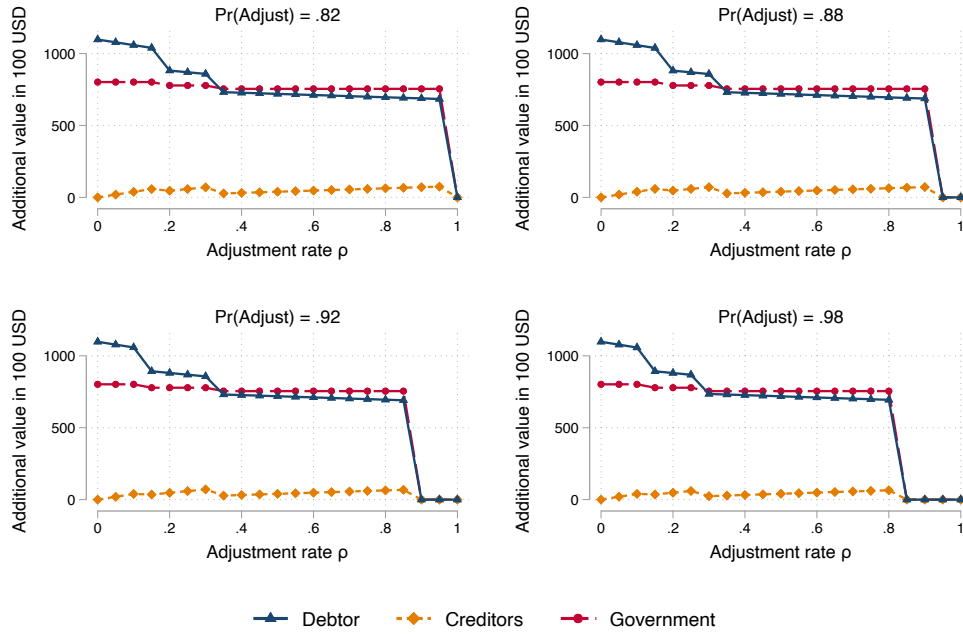 Pr(Adjust) = .82
Additional value in 100 USD
1000
500
0
0 .2 .4 .6 .8 1
Adjustment rate ρ
Pr(Adjust) = .88
Additional value in 100 USD
1000
500
0
0 .2 .4 .6 .8 1
Adjustment rate ρ
Pr(Adjust) = .92
Additional value in 100 USD
1000
500
0
0 .2 .4 .6 .8 1
Adjustment rate ρ
Pr(Adjust) = .98
Additional value in 100 USD
1000
500
0
0 .2 .4 .6 .8 1
Adjustment rate ρ
Debtor Creditors Government